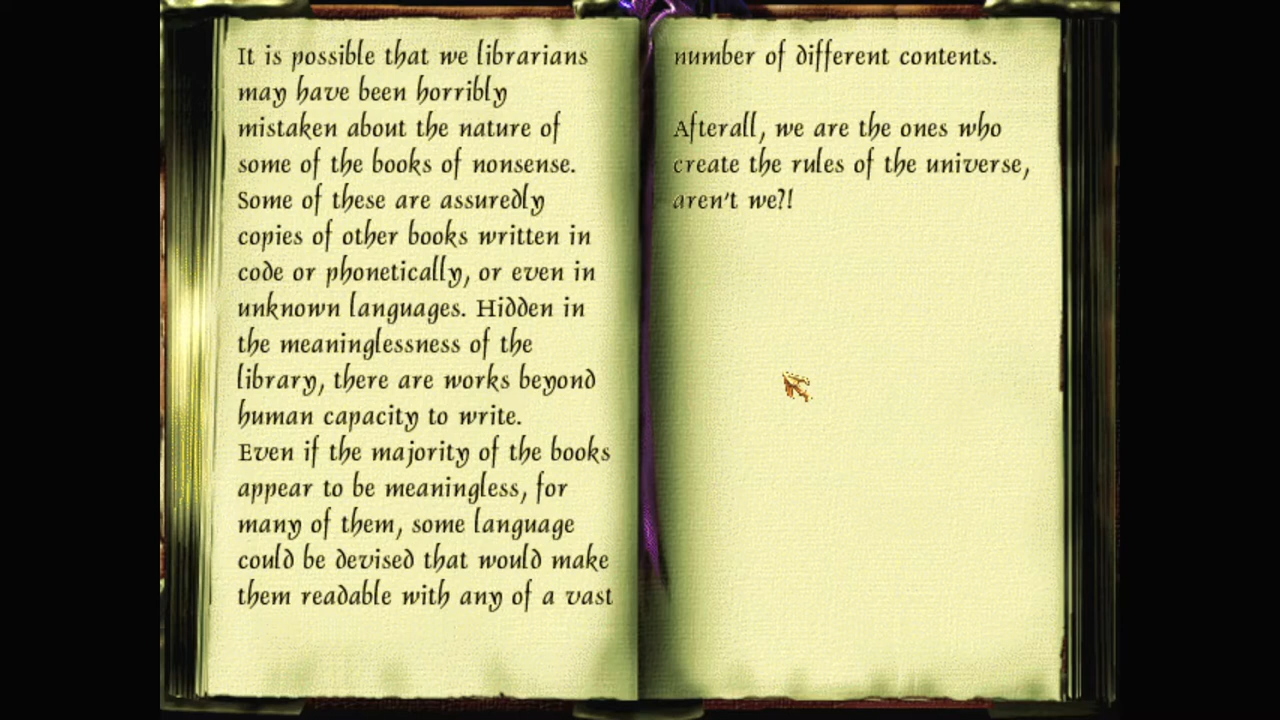 It is possible that we librarians
may have been horribly
mistaken about the nature of
some of the books of nonsense.
Some of these are assuredly
copies of other books written in
code or phonetically, or even in
unknown languages. Hidden in
the meaninglessness of the
library, there are works beyond
human capacity to write.
Even if the majority of the books
appear to be meaningless, for
many of them, some language
could be devised that would make
them readable with any of a vast
number of different contents.
Afterall, we are the ones who
create the rules of the universe,
aren't we?!